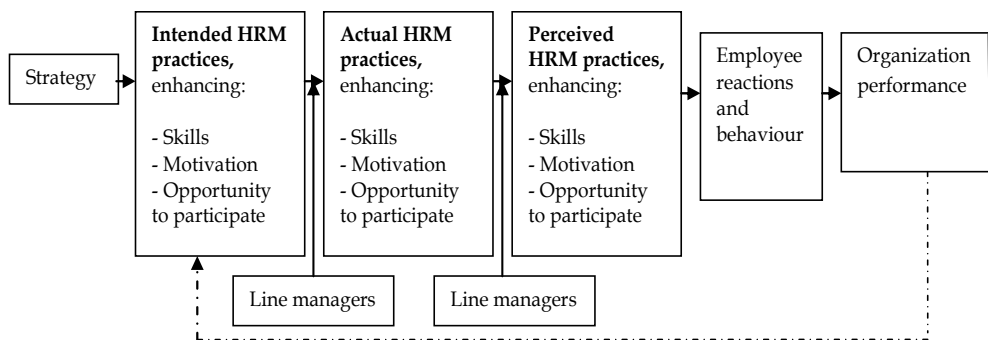 Strategy
Intended HRM
practices,
enhancing:
- Skills
- Motivation
- Opportunity
to participate
Actual HRM
practices,
enhancing:
- Skills
- Motivation
- Opportunity
to participate
Perceived
HRM practices,
enhancing:
- Skills
- Motivation
- Opportunity
to participate
Employee
reactions
and
behaviour
Organization
performance
Line managers
Line managers